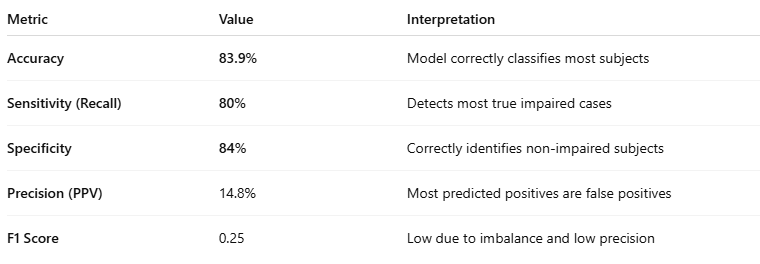 Metric Value Interpretation
Accuracy 83.9% Model correctly classifies most subjects
Sensitivity (Recall) 80% Detects most true impaired cases
Specificity 84% Correctly identifies non-impaired subjects
Precision (PPV) 14.8% Most predicted positives are false positives
F1 Score 0.25 Low due to imbalance and low precision